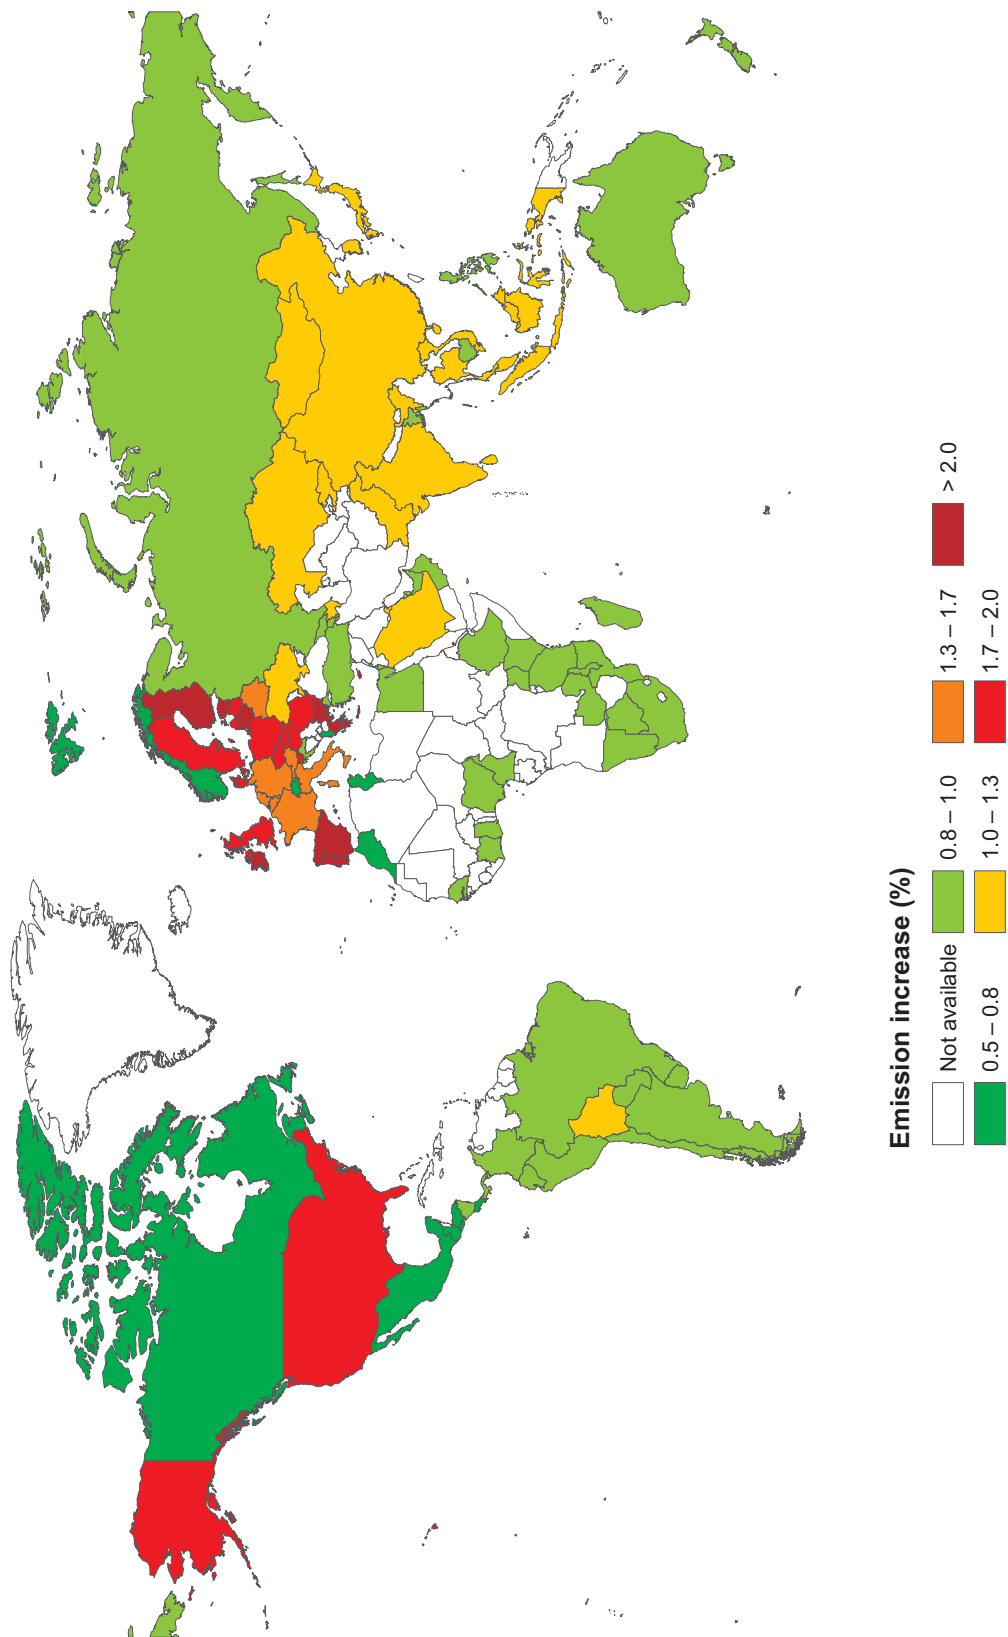 Emission increase (%)
Not available 0.8 – 1.0 1.3 – 1.7 > 2.0
0.5 – 0.8 1.0 – 1.3 1.7 – 2.0